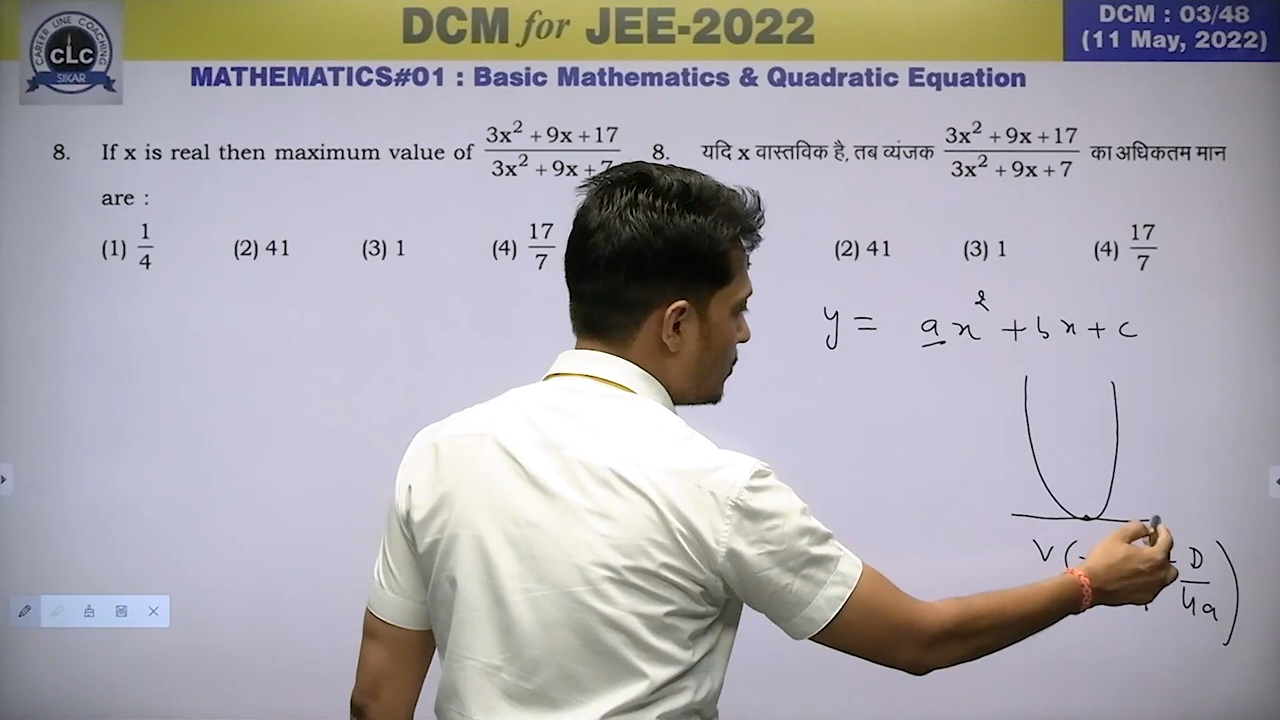 DCM for JEE-2022
DCM : 03/48
(11 May, 2022)
CAREER LINE COACHING
CLC
SIKAR
MATHEMATICS#01 : Basic Mathematics & Quadratic Equation
8. If x is real then maximum value of (3x² + 9x + 17)/(3x² + 9x + 7
are :
(1) 1/4 (2) 41 (3) 1 (4) 17/7
8. यदि x वास्तविक है, तब व्यंजक (3x² + 9x + 17)/(3x² + 9x + 7) का अधिकतम मान
(2) 41 (3) 1 (4) 17/7
y = ax² + bx + c
V (- D/4a)